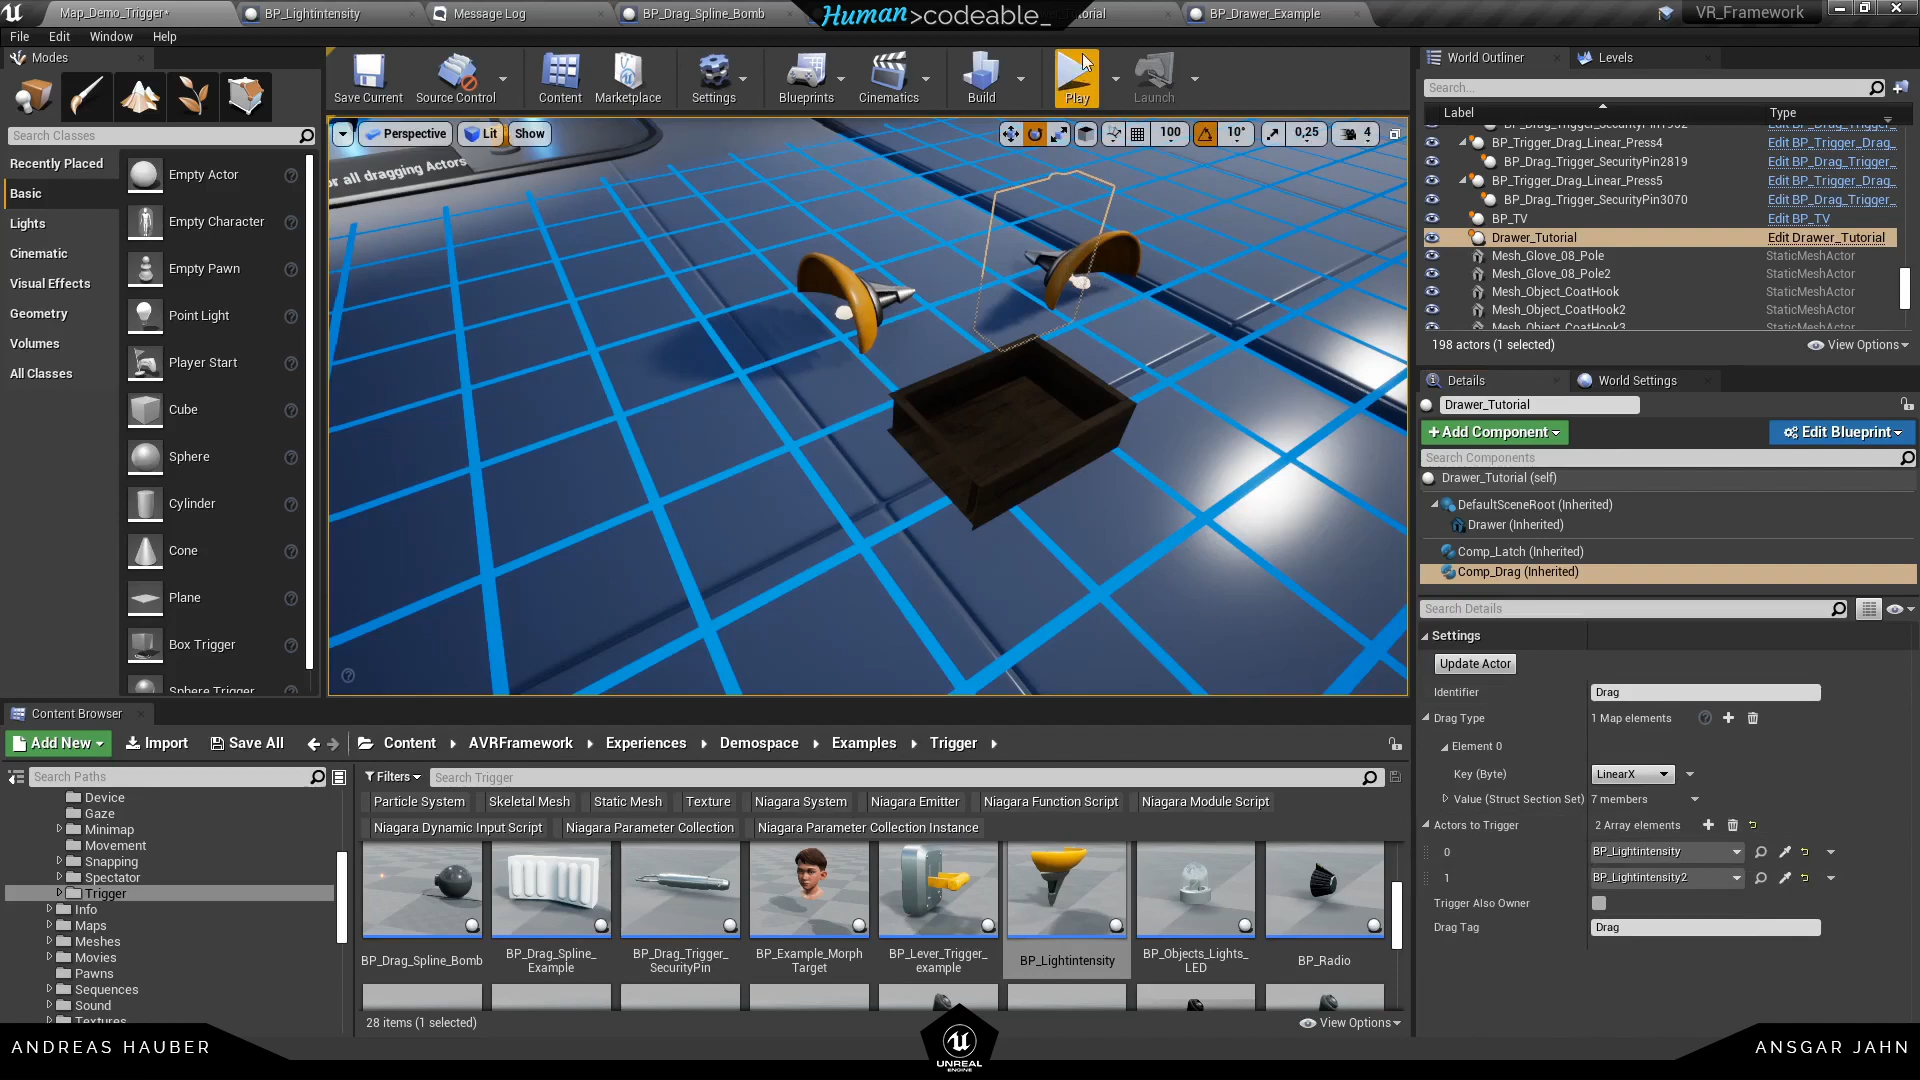 Map_Demo_Trigger*
BP_Lightintensity
Message Log
BP_Drag_Spline_Bomb
Human>codeable_
BP_Drawer_Example
VR_Framework
File Edit Window Help
Modes
Search Classes
Recently Placed
Basic
Lights
Cinematic
Visual Effects
Geometry
Volumes
All Classes
Empty Actor
Empty Character
Empty Pawn
Point Light
Player Start
Cube
Sphere
Cylinder
Cone
Plane
Box Trigger
Sphere Trigger
Save Current
Source Control
Content
Marketplace
Settings
Blueprints
Cinematics
Build
Play
Launch
Perspective
Lit
Show
100
10°
0,25
4
or all dragging Actors
World Outliner
Levels
Search...
Label Type
BP_Trigger_Drag_Linear_Press4 Edit BP_Trigger_Drag_
BP_Drag_Trigger_SecurityPin2819 Edit BP_Drag_Trigger_
BP_Trigger_Drag_Linear_Press5 Edit BP_Trigger_Drag_
BP_Drag_Trigger_SecurityPin3070 Edit BP_Drag_Trigger_
BP_TV Edit BP_TV
Drawer_Tutorial Edit Drawer_Tutorial
Mesh_Glove_08_Pole StaticMeshActor
Mesh_Glove_08_Pole2 StaticMeshActor
Mesh_Object_CoatHook StaticMeshActor
Mesh_Object_CoatHook2 StaticMeshActor
Mesh_Object_CoatHook3 StaticMeshActor
198 actors (1 selected)
View Options
Details
World Settings
Drawer_Tutorial
+Add Component
Edit Blueprint
Search Components
Drawer_Tutorial (self)
DefaultSceneRoot (Inherited)
Drawer (Inherited)
Comp_Latch (Inherited)
Comp_Drag (Inherited)
Search Details
Settings
Update Actor
Identifier Drag
Drag Type 1 Map elements
Element 0
Key (Byte) LinearX
Value (Struct Section Set) 7 members
Actors to Trigger 2 Array elements
0 BP_Lightintensity
1 BP_Lightintensity2
Trigger Also Owner
Drag Tag Drag
Content Browser
Add New
Import
Save All
Content AVRFramework Experiences Demospace Examples Trigger
Search Paths
Device
Gaze
Minimap
Movement
Snapping
Spectator
Trigger
Info
Maps
Meshes
Movies
Pawns
Sequences
Sound
Textures
Filters
Search Trigger
Particle System
Skeletal Mesh
Static Mesh
Texture
Niagara System
Niagara Emitter
Niagara Function Script
Niagara Module Script
Niagara Dynamic Input Script
Niagara Parameter Collection
Niagara Parameter Collection Instance
BP_Drag_Spline_Bomb
BP_Drag_Spline_
Example
BP_Drag_Trigger_
SecurityPin
BP_Example_Morph
Target
BP_Lever_Trigger_
example
BP_Lightintensity
BP_Objects_Lights_
LED
BP_Radio
28 items (1 selected)
View Options
ANDREAS HAUBER
UNREAL
ENGINE
ANSGAR JAHN